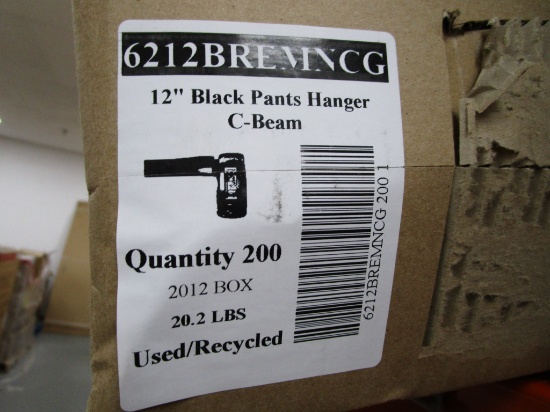 6212BREMNCG
12" Black Pants Hanger
C-Beam
Quantity 200
2012 BOX
20.2 LBS
Used/Recycled
6212BREMNCG 200 1